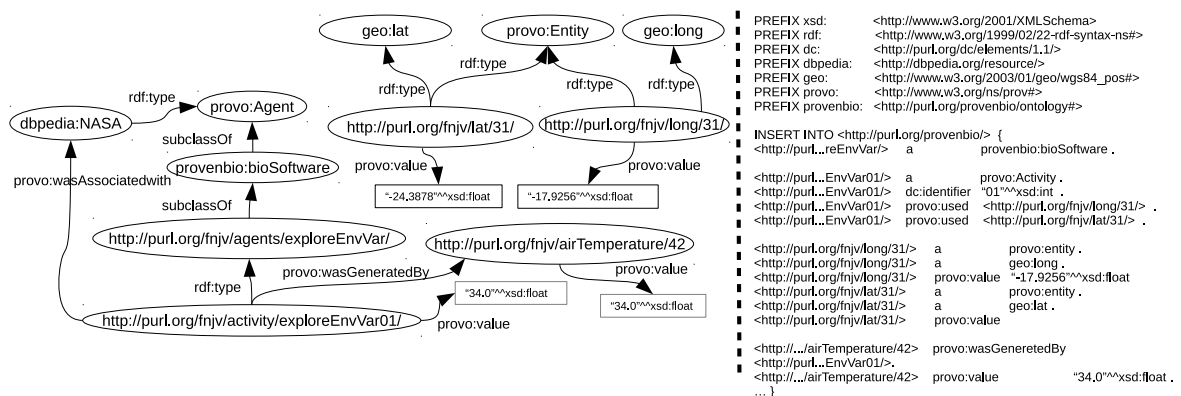 geo:lat
provo:Entity
geo:long
rdf:type
rdf:type
rdf:type
rdf:type
rdf:type
provo:Agent
dbpedia:NASA
subclassOf
http://purl.org/fnjv/lat/31/
http://purl.org/fnjv/long/31/
provenbio:bioSoftware
provo:value
provo:value
provo:wasAssociatedwith
"-24.3878"^^xsd:float
"-17.9256"^^xsd:float
subclassOf
http://purl.org/fnjv/agents/exploreEnvVar/
http://purl.org/fnjv/airTemperature/42
provo:wasGeneratedBy
provo:value
rdf:type
"34.0"^^xsd:float
"34.0"^^xsd:float
http://purl.org/fnjv/activity/exploreEnvVar01/
provo:value
PREFIX xsd: <http://www.w3.org/2001/XMLSchema>
PREFIX rdf: <http://www.w3.org/1999/02/22-rdf-syntax-ns#>
PREFIX dc: <http://purl.org/dc/elements/1.1/>
PREFIX dbpedia: <http://dbpedia.org/resource/>
PREFIX geo: <http://www.w3.org/2003/01/geo/wgs84_pos#>
PREFIX provo: <http://www.w3.org/ns/prov#>
PREFIX provenbio: <http://purl.org/provenbio/ontology#>
INSERT INTO <http://purl.org/provenbio/> {
<http://purl...reEnvVar/> a provenbio:bioSoftware .
<http://purl...EnvVar01/> a provo:Activity .
<http://purl...EnvVar01/> dc:identifier "01"^^xsd:int .
<http://purl...EnvVar01/> provo:used <http://purl.org/fnjv/long/31/> .
<http://purl...EnvVar01/> provo:used <http://purl.org/fnjv/lat/31/> .
<http://purl.org/fnjv/long/31/> a provo:entity .
<http://purl.org/fnjv/long/31/> a geo:long .
<http://purl.org/fnjv/long/31/> provo:value "-17.9256"^^xsd:float
<http://purl.org/fnjv/lat/31/> a provo:entity .
<http://purl.org/fnjv/lat/31/> a geo:lat .
<http://purl.org/fnjv/lat/31/> provo:value
<http://.../airTemperature/42> provo:wasGeneretedBy
<http://purl...EnvVar01/>.
<http://.../airTemperature/42> provo:value "34.0"^^xsd:float .
... }